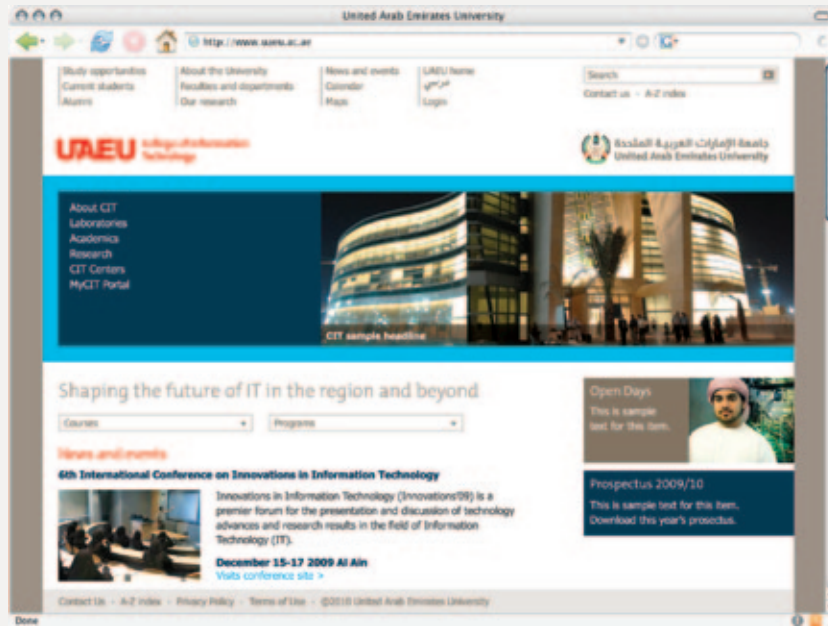 United Arab Emirates University
http://www.uaeu.ac.ae
Study opportunities
Current students
Alumni
About the University
Faculties and departments
Our research
News and events
Calendar
Maps
UAEU home
عربي
Login
Search
Contact us - A-Z index
UAEU College of Information
Technology
جامعة الإمارات العربية المتحدة
United Arab Emirates University
About CIT
Laboratories
Academics
Research
CIT Centers
MyCIT Portal
CIT sample headline
Shaping the future of IT in the region and beyond
Courses
Programs
News and events
6th International Conference on Innovations in Information Technology
Innovations in Information Technology (Innovations'09) is a
premier forum for the presentation and discussion of technology
advances and research results in the field of Information
Technology (IT).
December 15-17 2009 Al Ain
Visits conference site >
Open Days
This is sample
text for this item.
Prospectus 2009/10
This is sample text for this item.
Download this year's prosectus.
Contact Us - A-Z index - Privacy Policy - Terms of Use - ©2010 United Arab Emirates University
Done